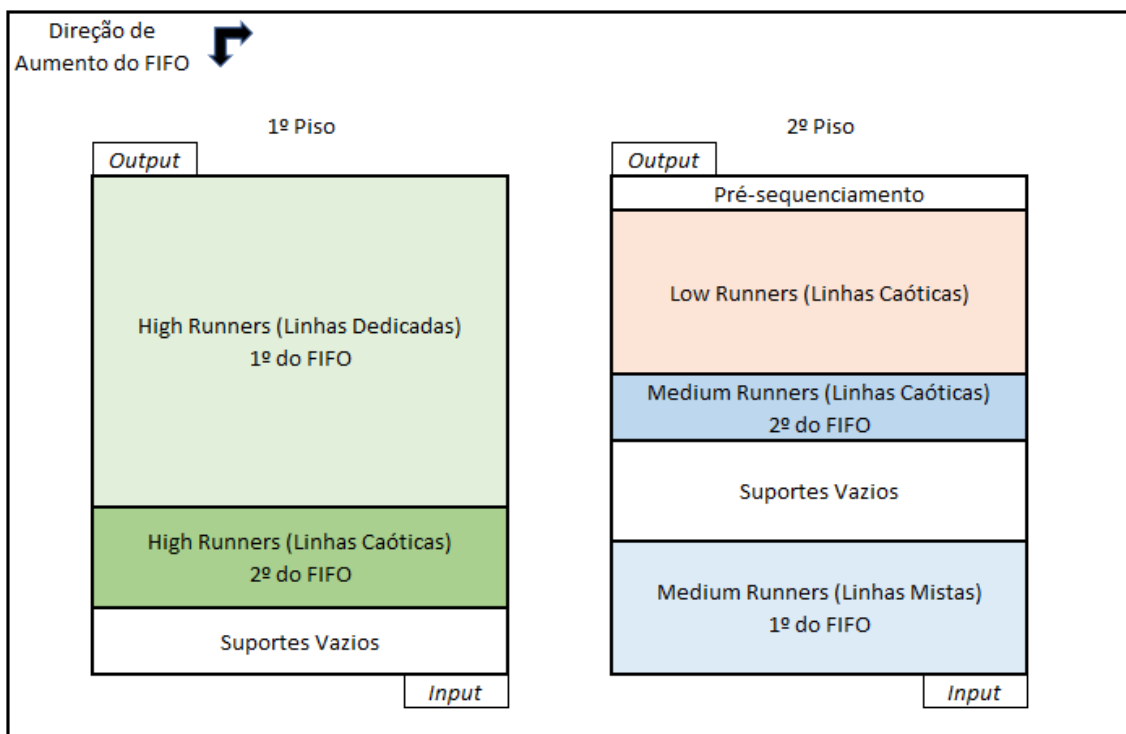 Direção de
Aumento do FIFO
1º Piso
Output
High Runners (Linhas Dedicadas)
1º do FIFO
High Runners (Linhas Caóticas)
2º do FIFO
Suportes Vazios
Input
2º Piso
Output
Pré-sequenciamento
Low Runners (Linhas Caóticas)
Medium Runners (Linhas Caóticas)
2º do FIFO
Suportes Vazios
Medium Runners (Linhas Mistas)
1º do FIFO
Input